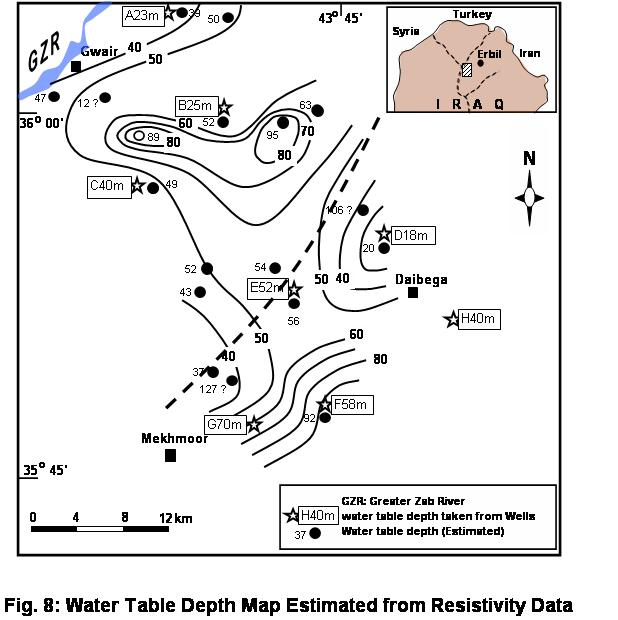 A23m
39
50
43° 45'
Turkey
Syria
Erbil
Iran
I R A Q
GZR
Gwair
40
50
47
12 ?
B25m
63
36° 00'
60
52
70
89
80
95
80
N
C40m
49
106 ?
D18m
20
52
54
50
40
Daibega
E52m
43
56
H40m
50
60
40
80
37
127 ?
F58m
92
G70m
Mekhmoor
35° 45'
0 4 8 12 km
GZR: Greater Zab River
H40m water table depth taken from Wells
37 Water table depth (Estimated)
Fig. 8: Water Table Depth Map Estimated from Resistivity Data